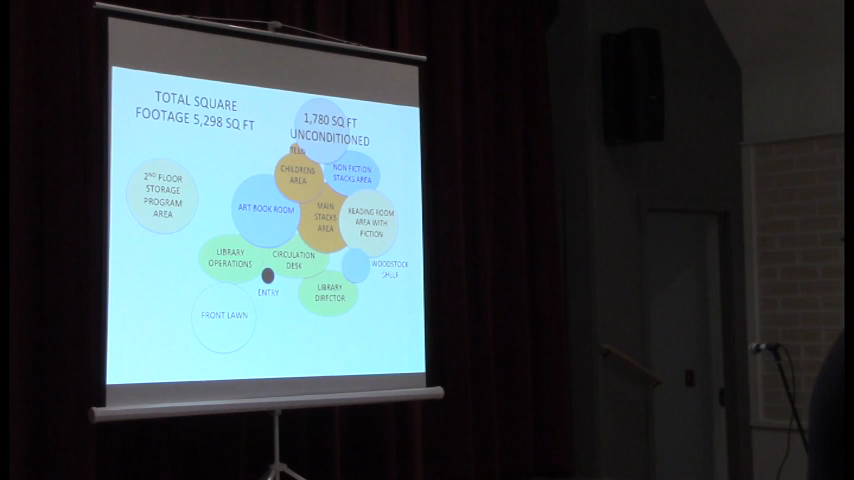 TOTAL SQUARE
FOOTAGE 5,298 SQ FT
1,780 SQ FT
UNCONDITIONED
CHILDRENS
AREA
NON FICTION
STACKS AREA
2ND FLOOR
STORAGE
PROGRAM
AREA
ART BOOK ROOM
MAIN
STACKS
AREA
READING ROOM
AREA WITH
FICTION
LIBRARY
OPERATIONS
CIRCULATION
DESK
WOODSTOCK
SHELF
ENTRY
LIBRARY
DIRECTOR
FRONT LAWN